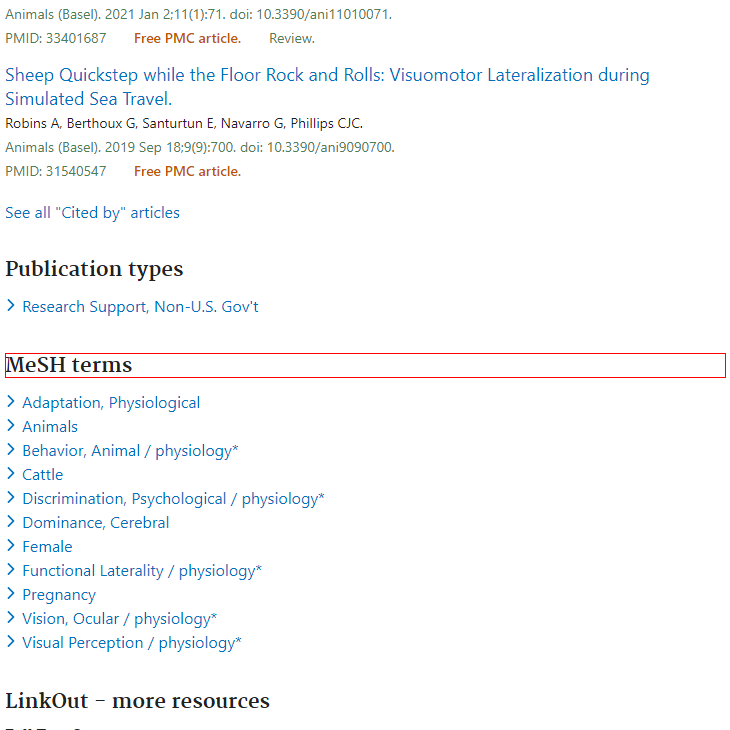 Animals (Basel). 2021 Jan 2;11(1):71. doi: 10.3390/ani11010071.
PMID: 33401687 Free PMC article. Review.
Sheep Quickstep while the Floor Rock and Rolls: Visuomotor Lateralization during
Simulated Sea Travel.
Robins A, Berthoux G, Santurtun E, Navarro G, Phillips CJC.
Animals (Basel). 2019 Sep 18;9(9):700. doi: 10.3390/ani9090700.
PMID: 31540547 Free PMC article.
See all "Cited by" articles
Publication types
Research Support, Non-U.S. Gov't
MeSH terms
Adaptation, Physiological
Animals
Behavior, Animal / physiology*
Cattle
Discrimination, Psychological / physiology*
Dominance, Cerebral
Female
Functional Laterality / physiology*
Pregnancy
Vision, Ocular / physiology*
Visual Perception / physiology*
LinkOut - more resources